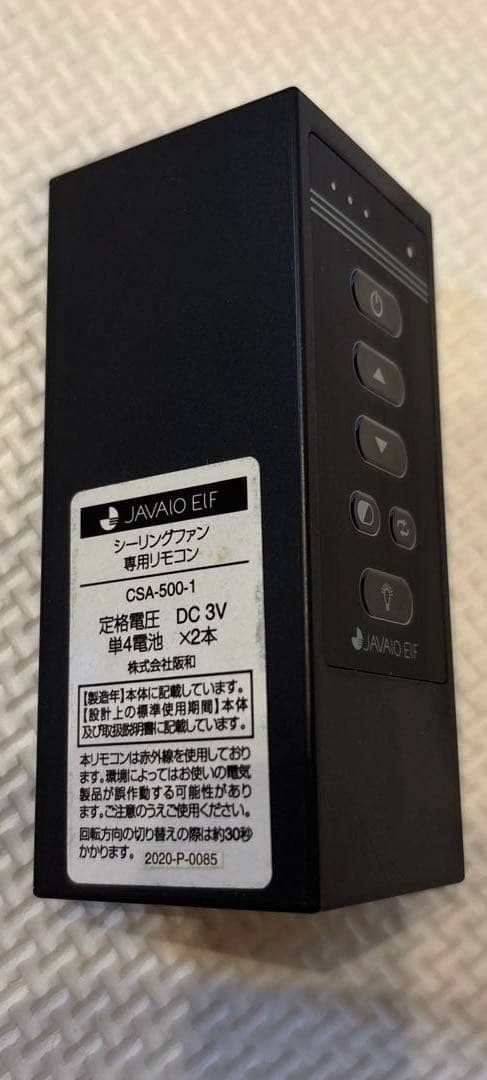 JAVALO ELF
シーリングファン
専用リモコン
CSA-500-1
定格電圧 DC 3V
単4電池 ×2本
株式会社阪和
【製造年】本体に記載しています。
【設計上の標準使用期間】本体
及び取扱説明書に記載しています。
本リモコンは赤外線を使用しており
ます。環境によってはお使いの電気
製品が誤作動する可能性があり
ます。ご注意のうえご使用ください。
回転方向の切り替えの際は約30秒
かかります。 2020-P-0085
JAVALO ELF